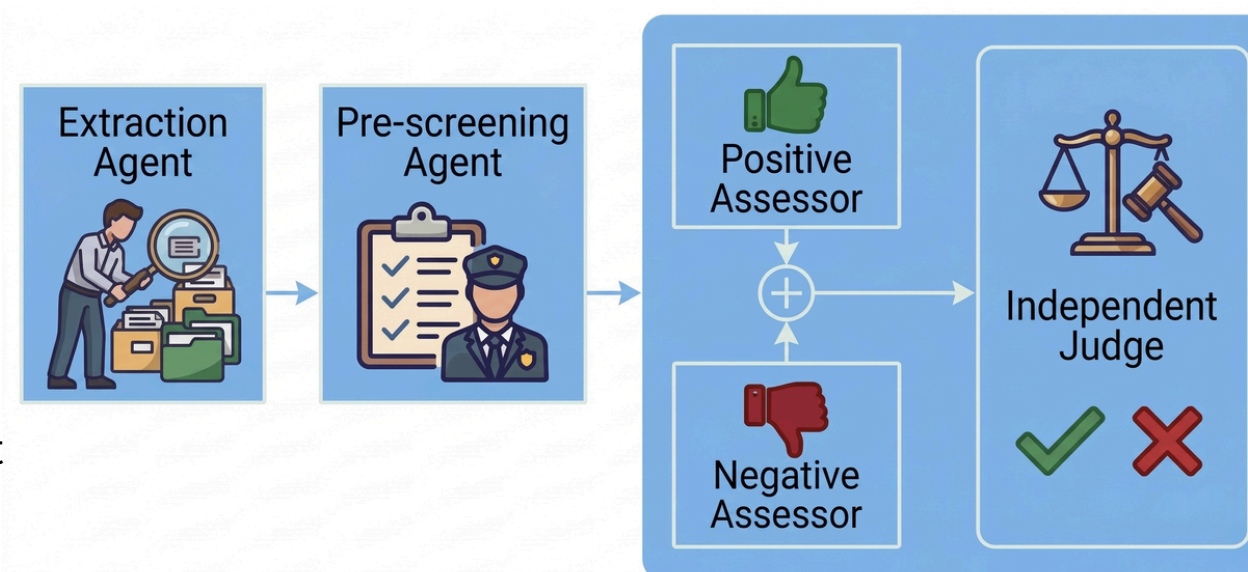 Extraction
Agent
Pre-screening
Agent
Positive
Assessor
Negative
Assessor
Independent
Judge